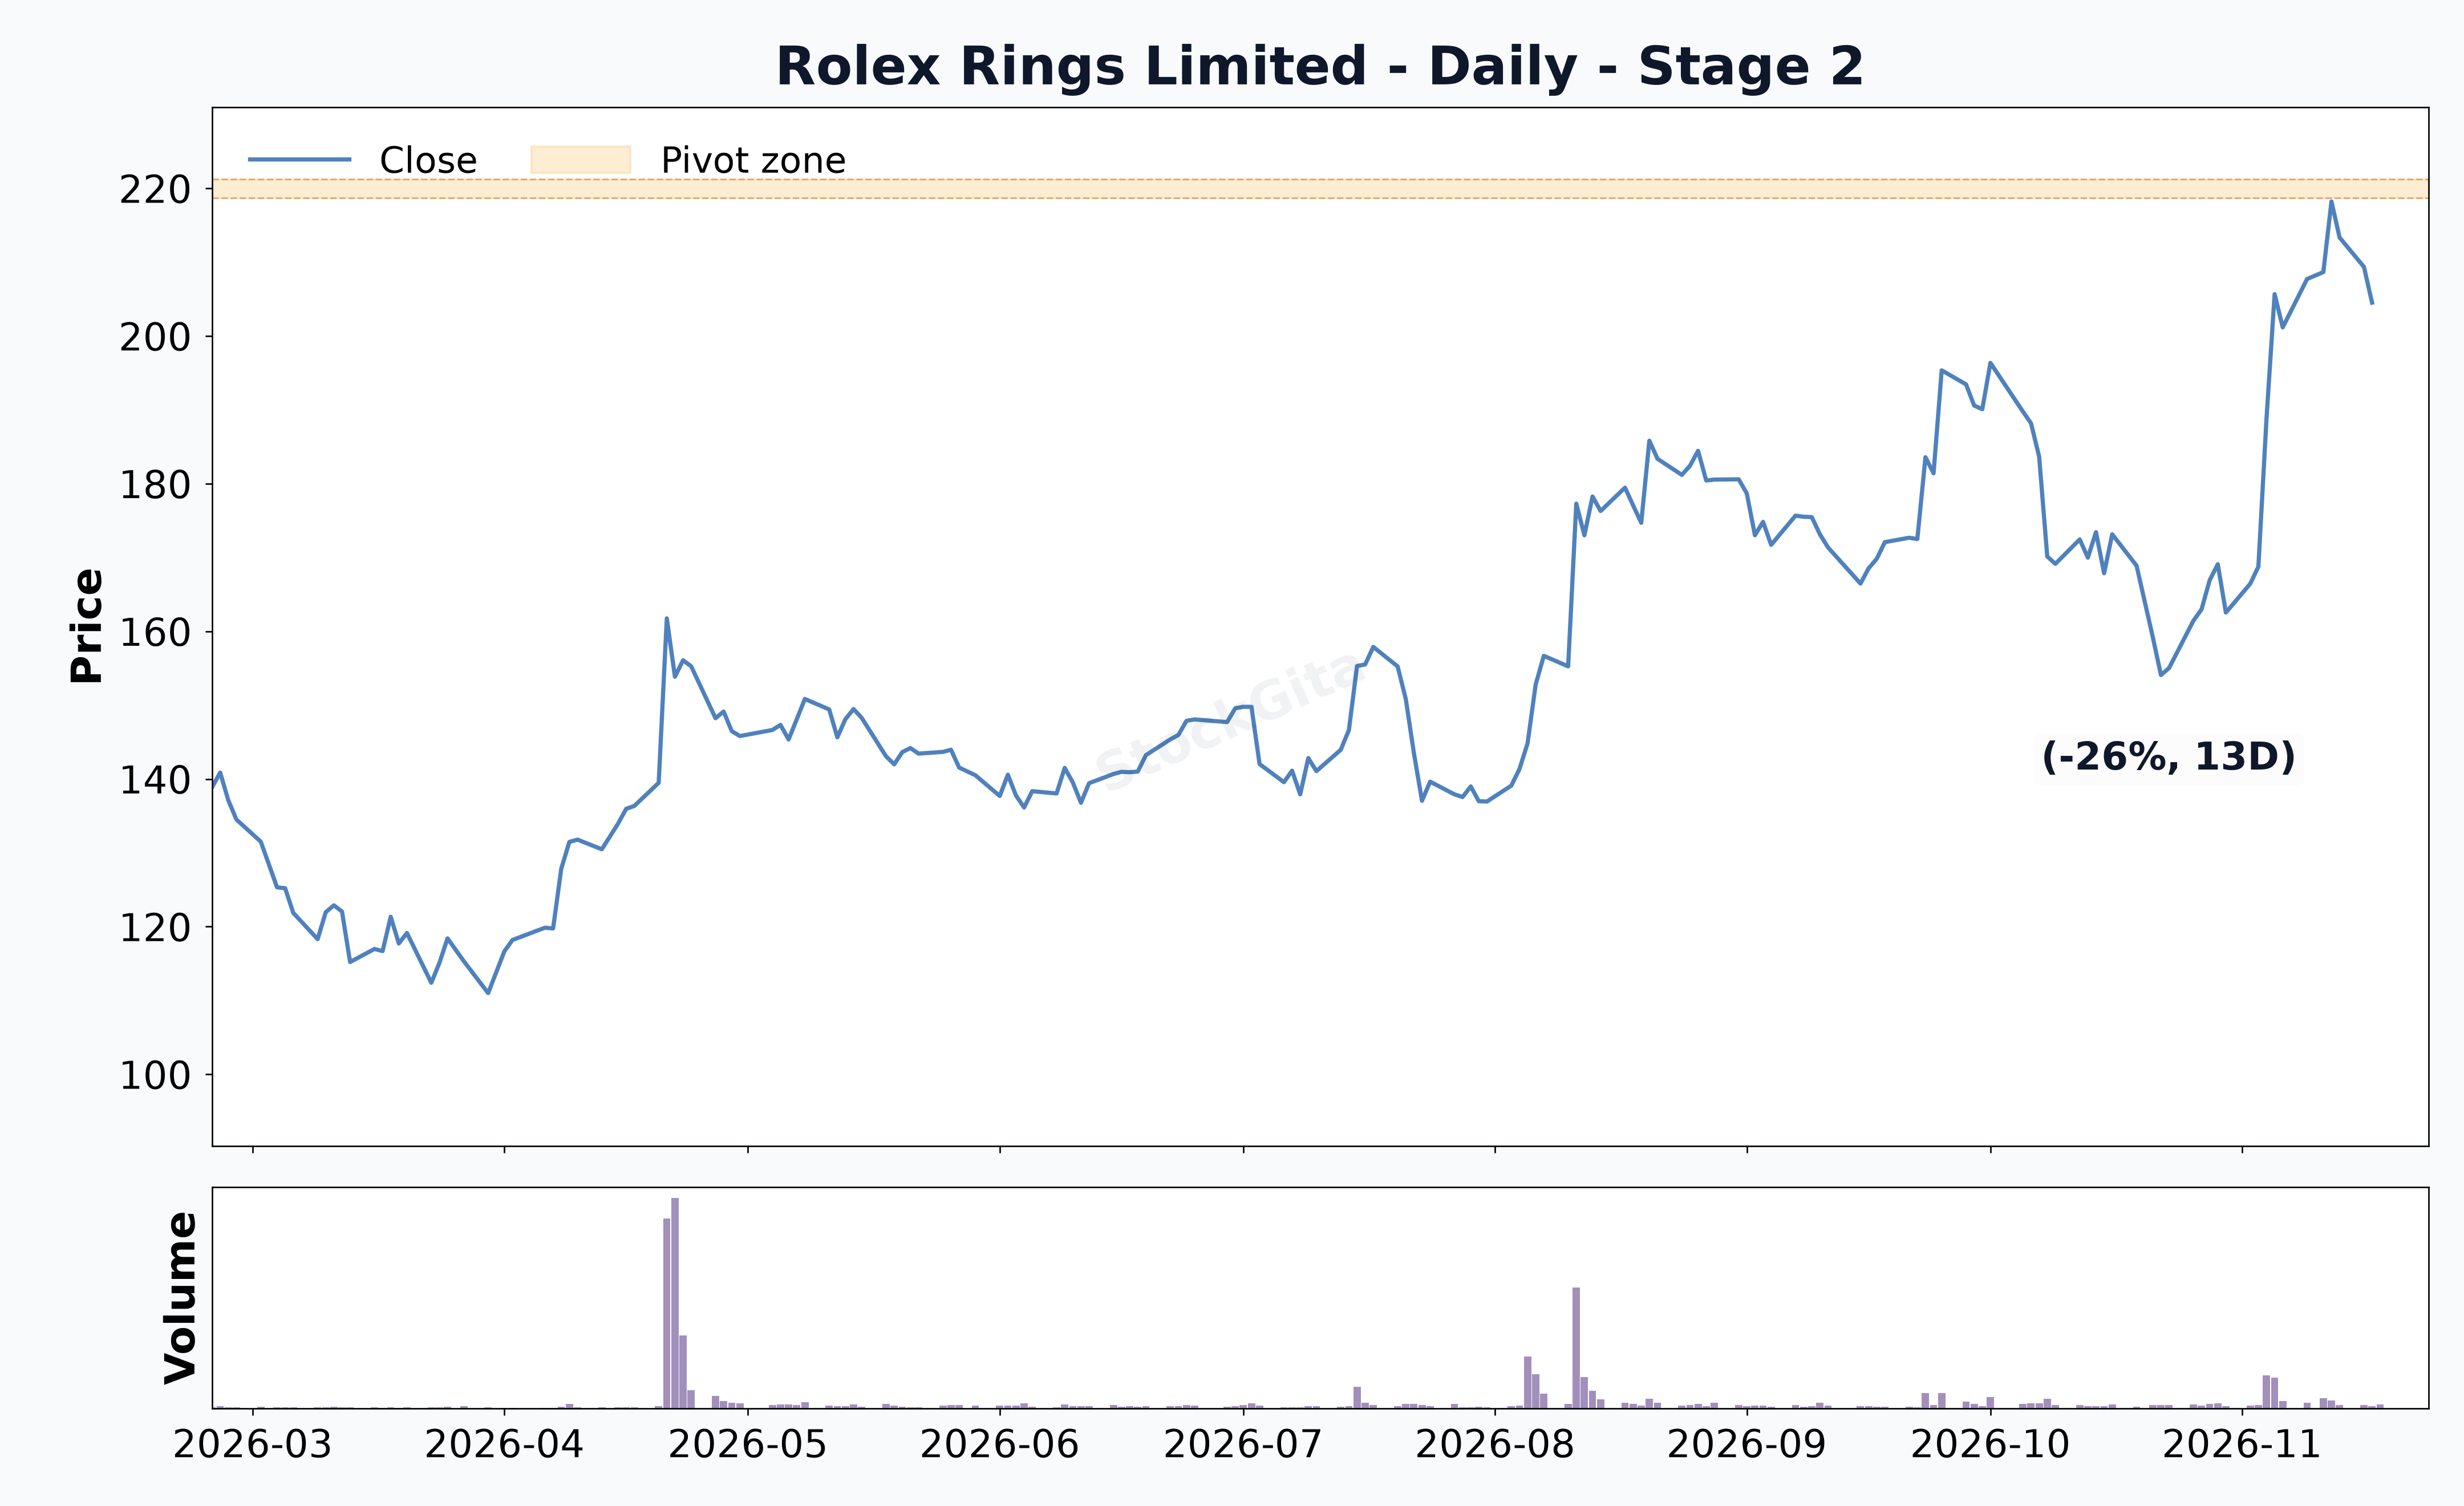 Rolex Rings Limited - Daily - Stage 2
Close
Pivot zone
220
200
180
160
140
120
100
Price
StockGita
(-26%, 13D)
Volume
2026-03
2026-04
2026-05
2026-06
2026-07
2026-08
2026-09
2026-10
2026-11